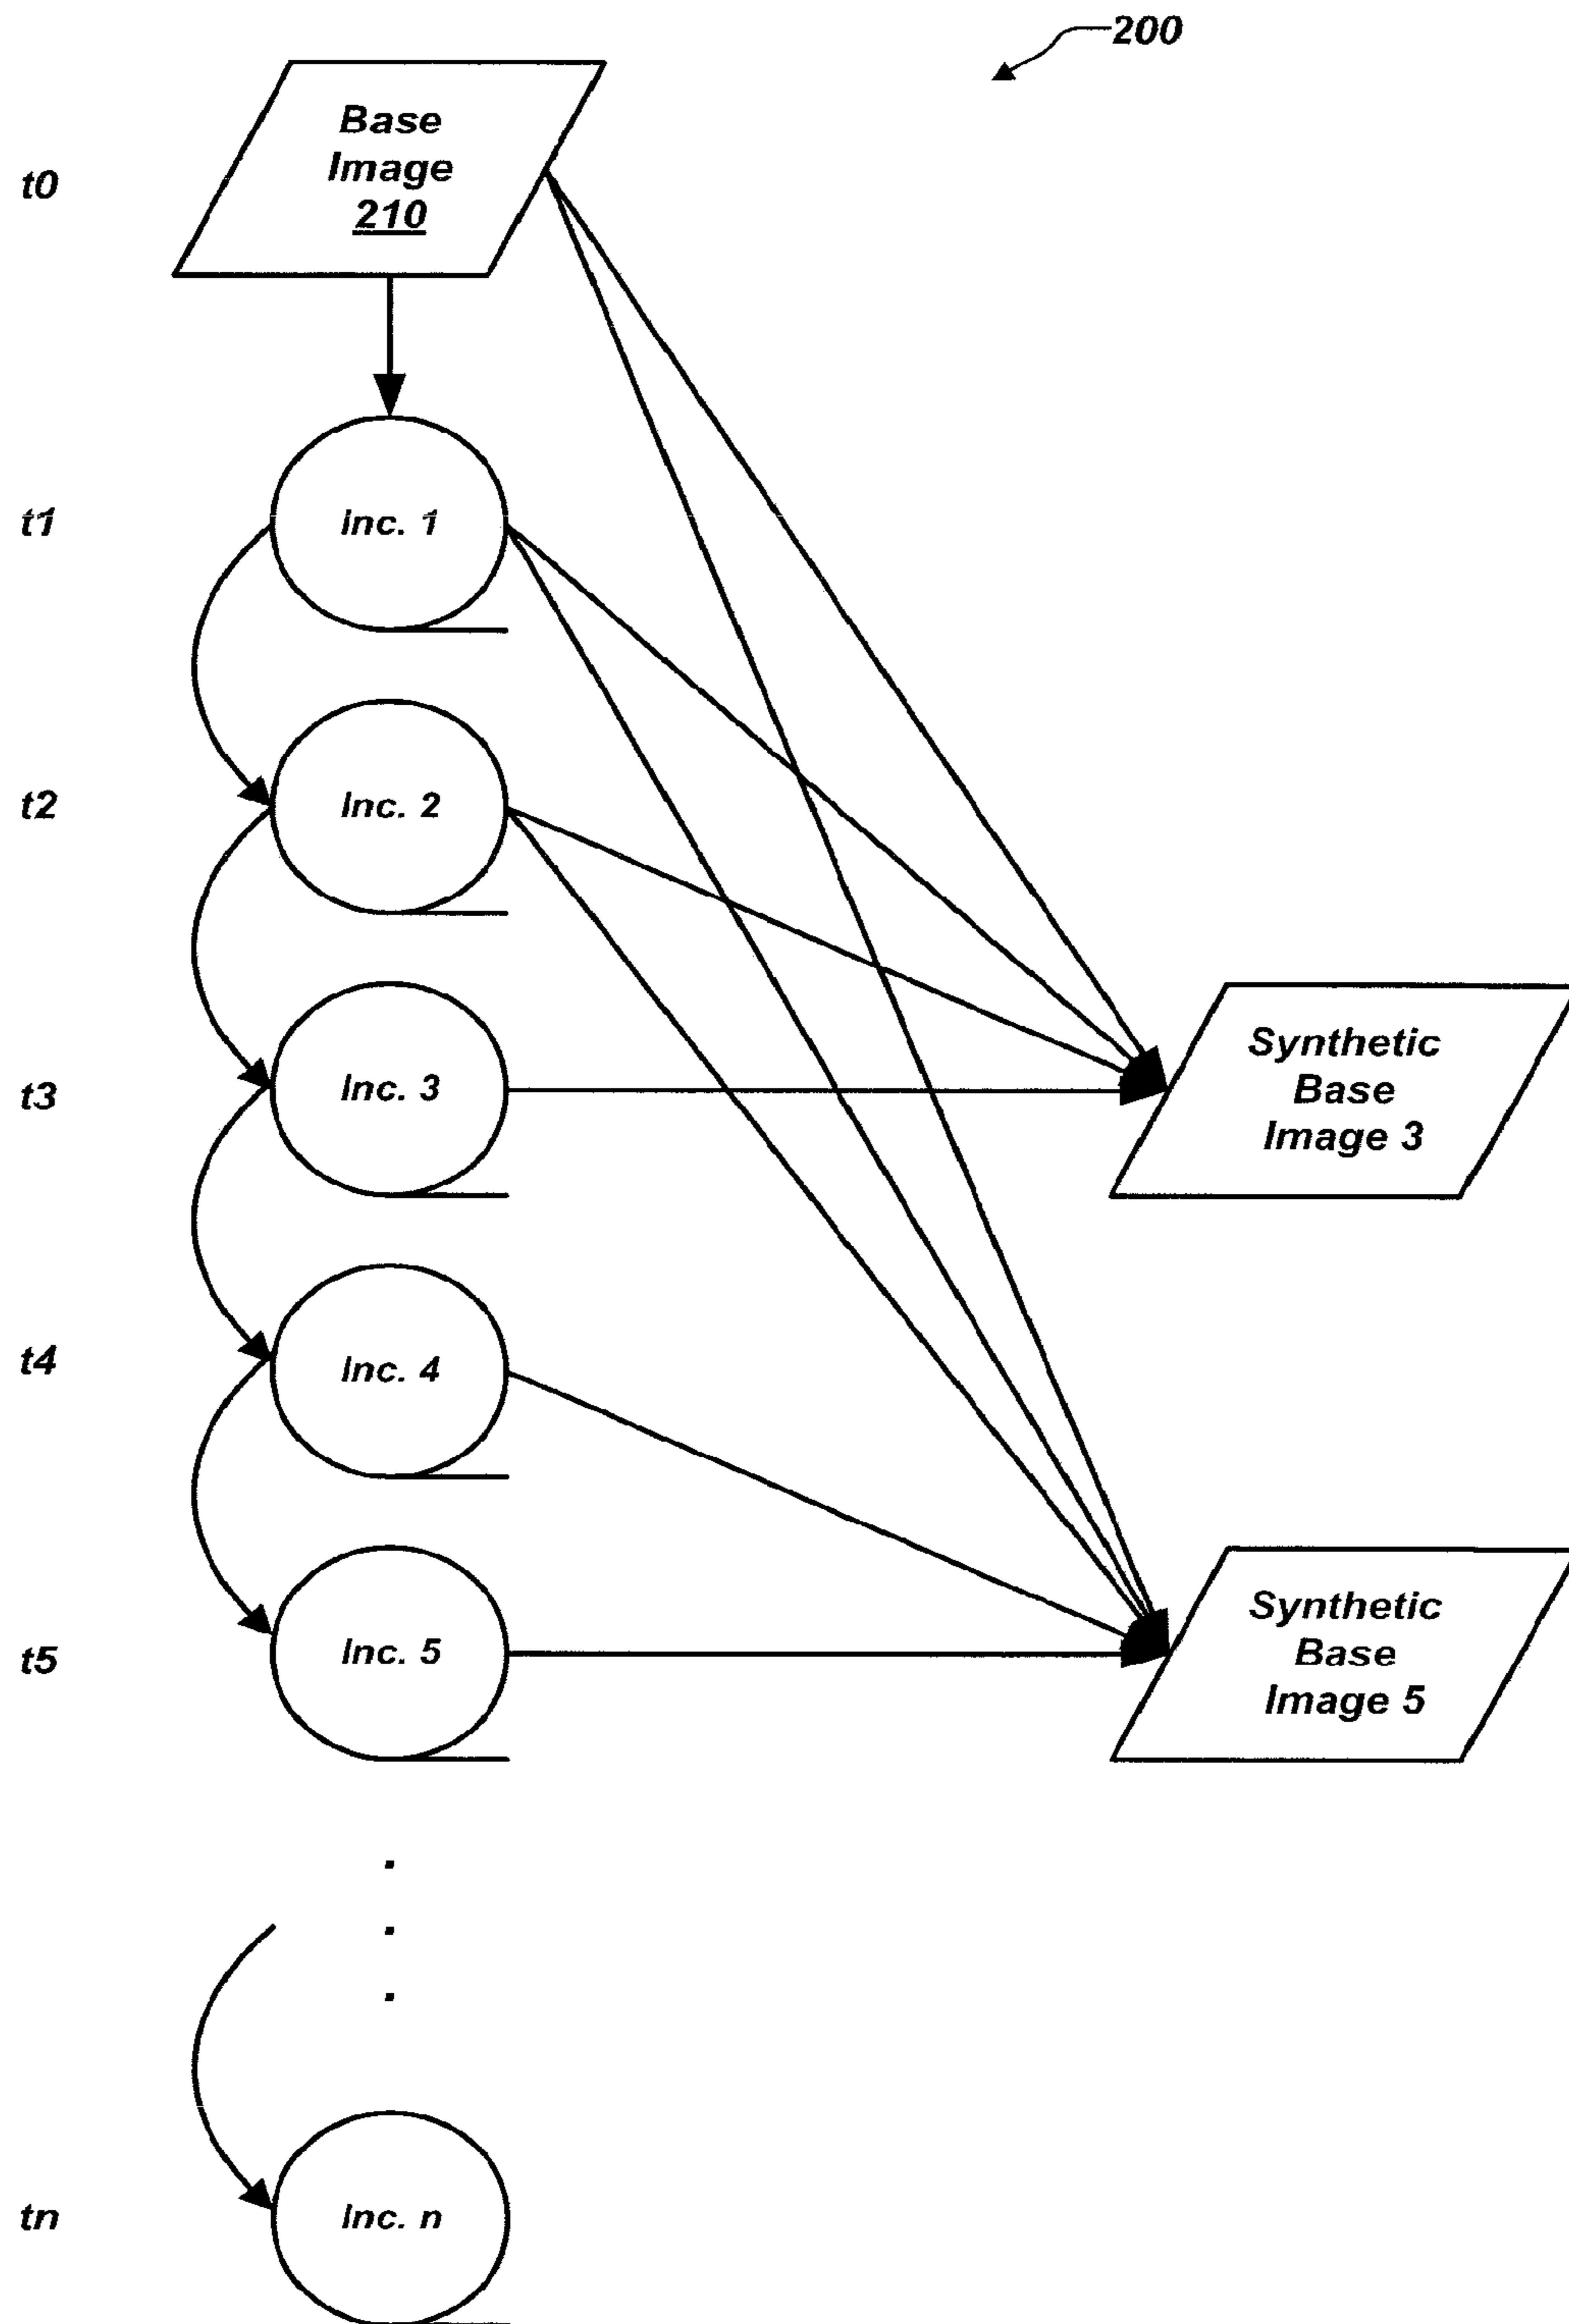 200
Base
Image
210
t0
t1
Inc. 1
t2
Inc. 2
t3
Inc. 3
Synthetic
Base
Image 3
t4
Inc. 4
t5
Inc. 5
Synthetic
Base
Image 5
.
.
.
tn
Inc. n